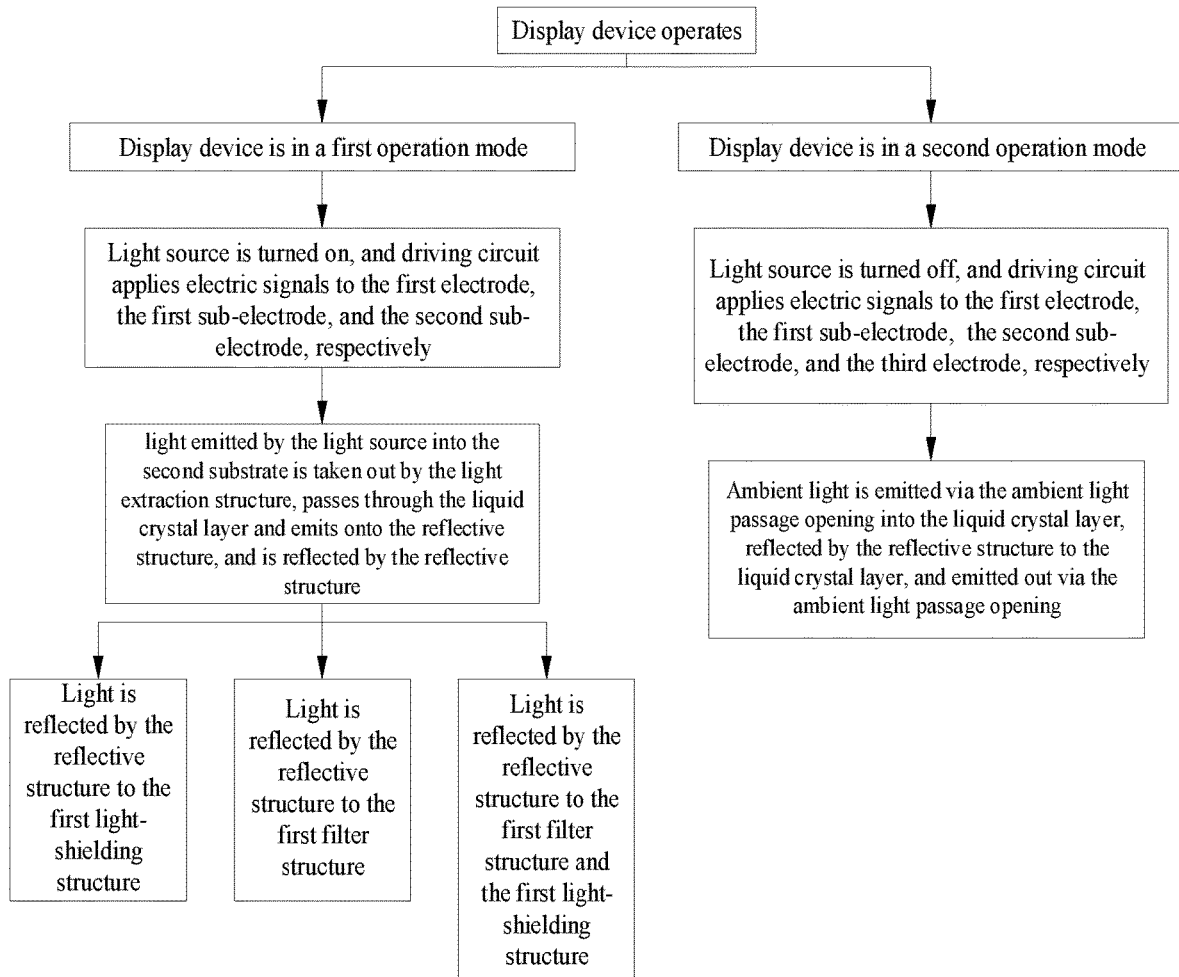 Display device operates
Display device is in a first operation mode
Display device is in a second operation mode
Light source is turned on, and driving circuit
applies electric signals to the first electrode,
the first sub-electrode, and the second sub-
electrode, respectively
Light source is turned off, and driving circuit
applies electric signals to the first electrode,
the first sub-electrode,  the second sub-
electrode, and the third electrode, respectively
light emitted by the light source into the
second substrate is taken out by the light
extraction structure, passes through the liquid
crystal layer and emits onto the reflective
structure, and is reflected by the reflective
structure
Ambient light is emitted via the ambient light
passage opening into the liquid crystal layer,
reflected by the reflective structure to the
liquid crystal layer, and emitted out via the
ambient light passage opening
Light is
reflected by the
reflective
structure to the
first light-
shielding
structure
Light is
reflected by the
reflective
structure to the
first filter
structure
Light is
reflected by the
reflective
structure to the
first filter
structure and
the first light-
shielding
structure